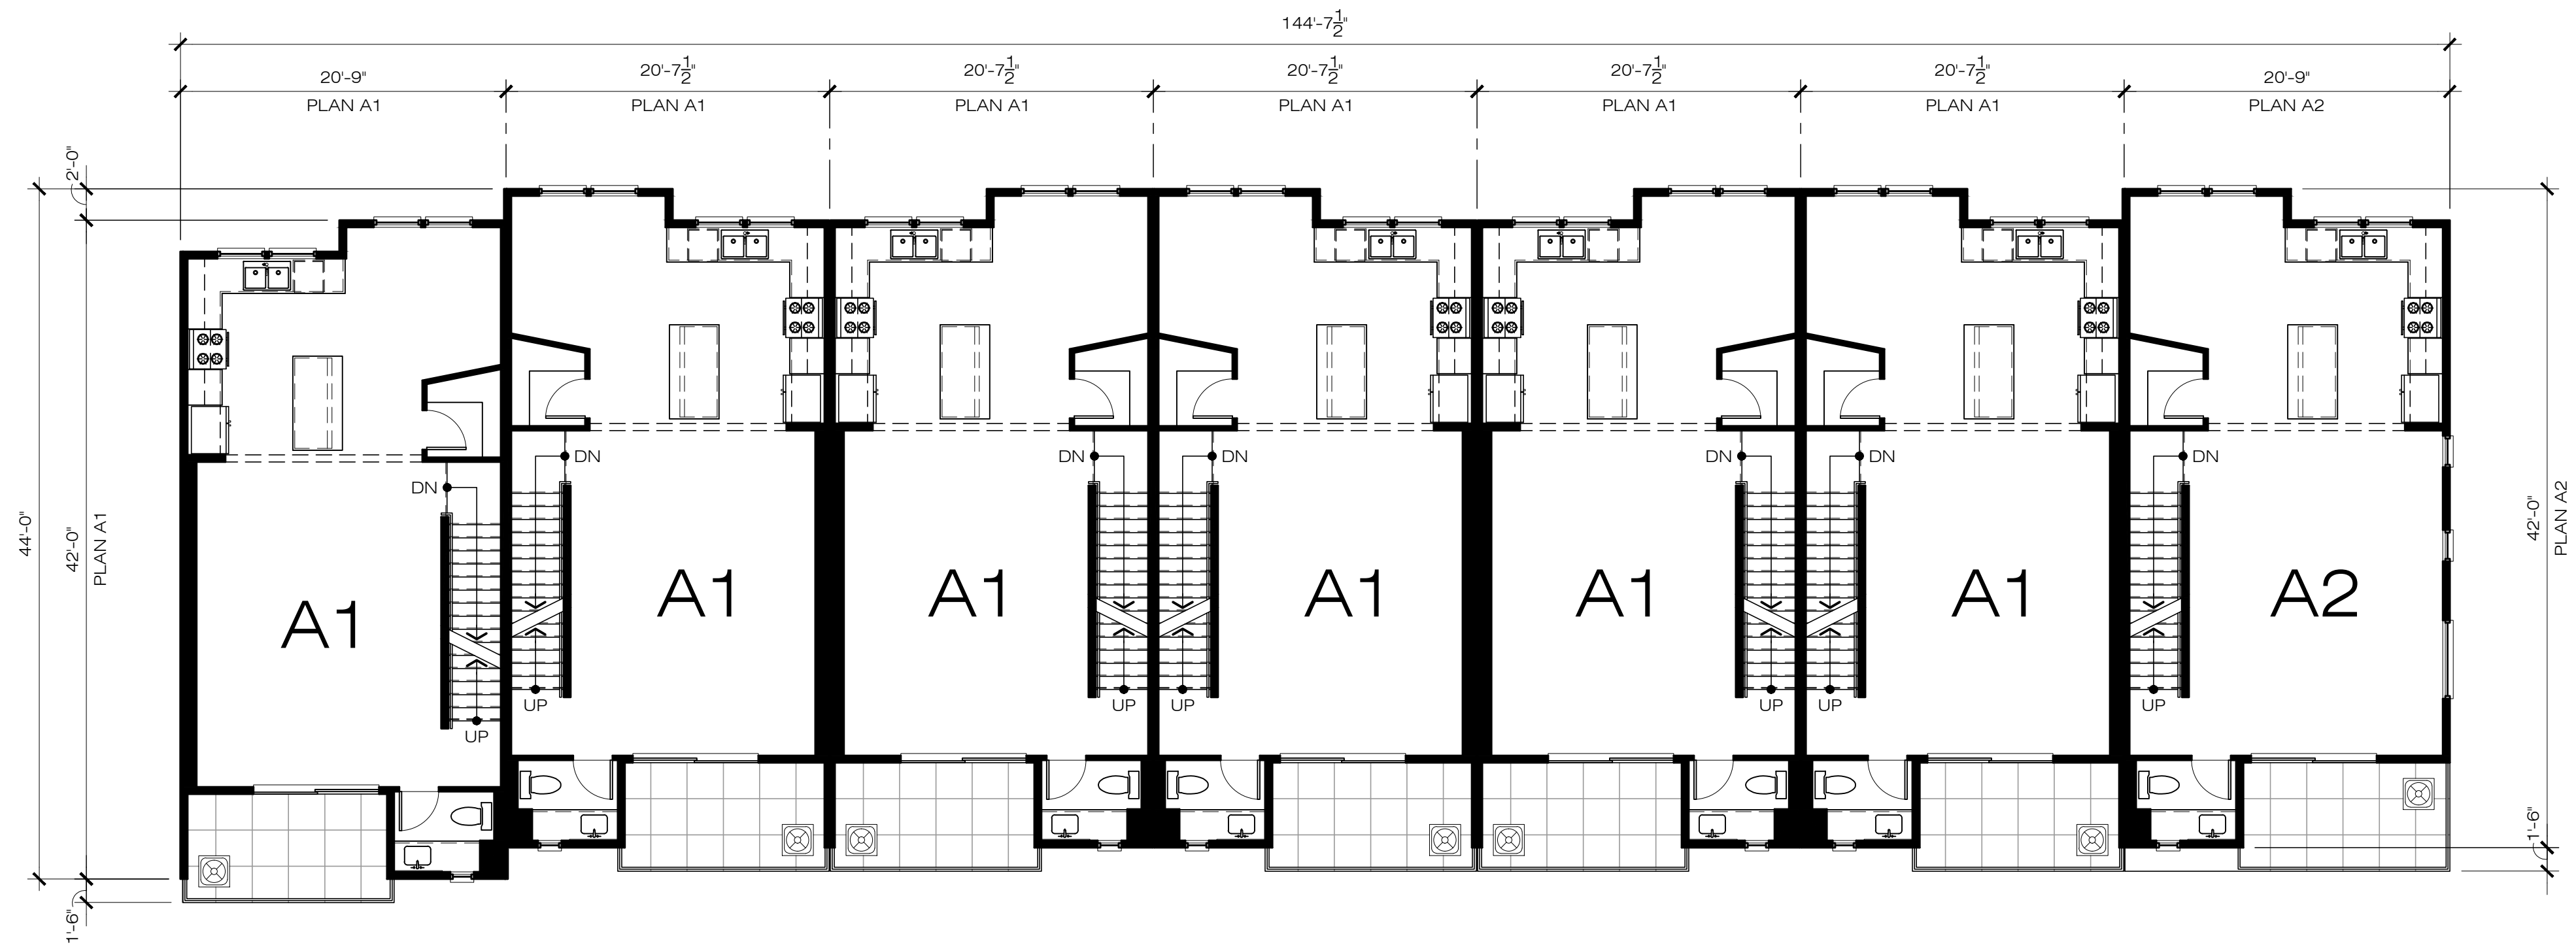 144'-7 1/2"
20'-9"
20'-7 1/2"
20'-7 1/2"
20'-7 1/2"
20'-7 1/2"
20'-7 1/2"
20'-9"
PLAN A1
PLAN A1
PLAN A1
PLAN A1
PLAN A1
PLAN A1
PLAN A2
2'-0"
44'-0"
42'-0"
PLAN A1
1'-6"
DN
DN
DN
DN
DN
DN
DN
A1
A1
A1
A1
A1
A1
A2
UP
UP
UP
UP
UP
UP
UP
42'-0"
PLAN A2
1'-6"